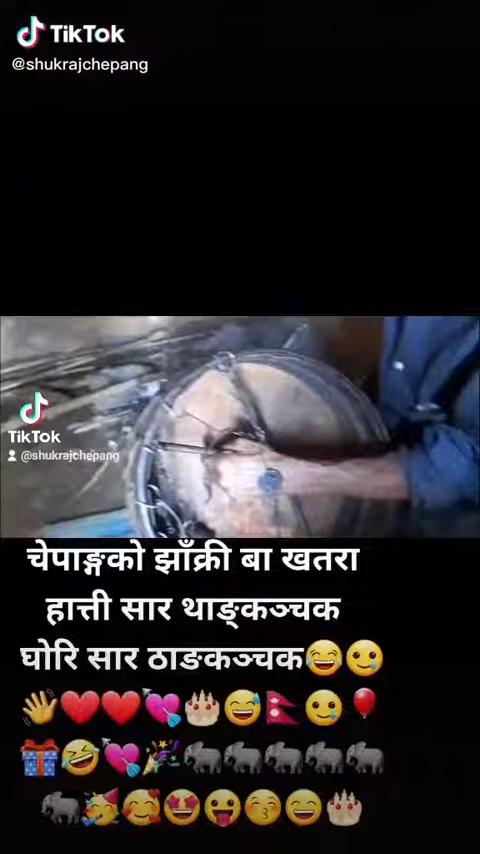 TikTok
@shukrajchepang
TikTok
@shukrajchepang
चेपाङ्गको झाँक्री बा खतरा
हात्ती सार थाङ्कञ्चक
घोरि सार ठाङकञ्चक😂🥲
👋❤️❤️💘🎂😅🇳🇵🥲🎈
🎁🤣💘🎉🐘🐘🐘🐘🐘
🐘🥳🥰🤩😛😙😄🎂